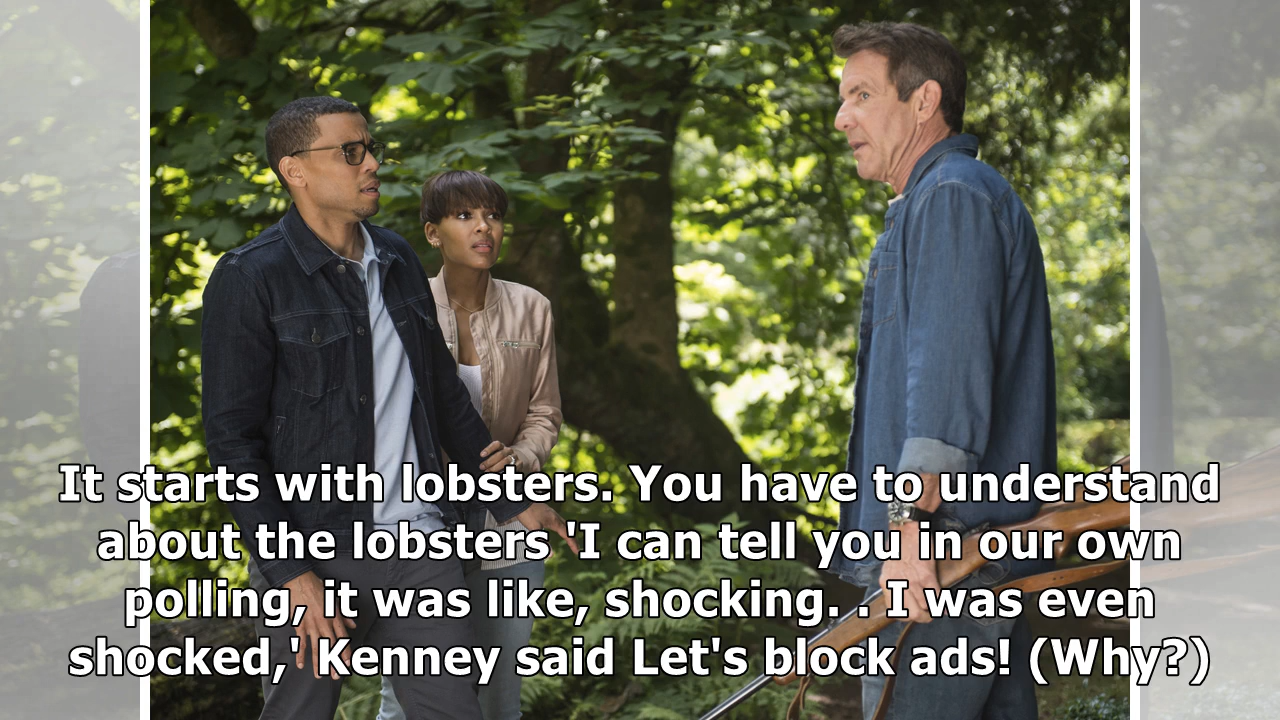 It starts with lobsters. You have to understand
about the lobsters 'I can tell you in our own
polling, it was like, shocking. . I was even
shocked,' Kenney said Let's block ads! (Why?)